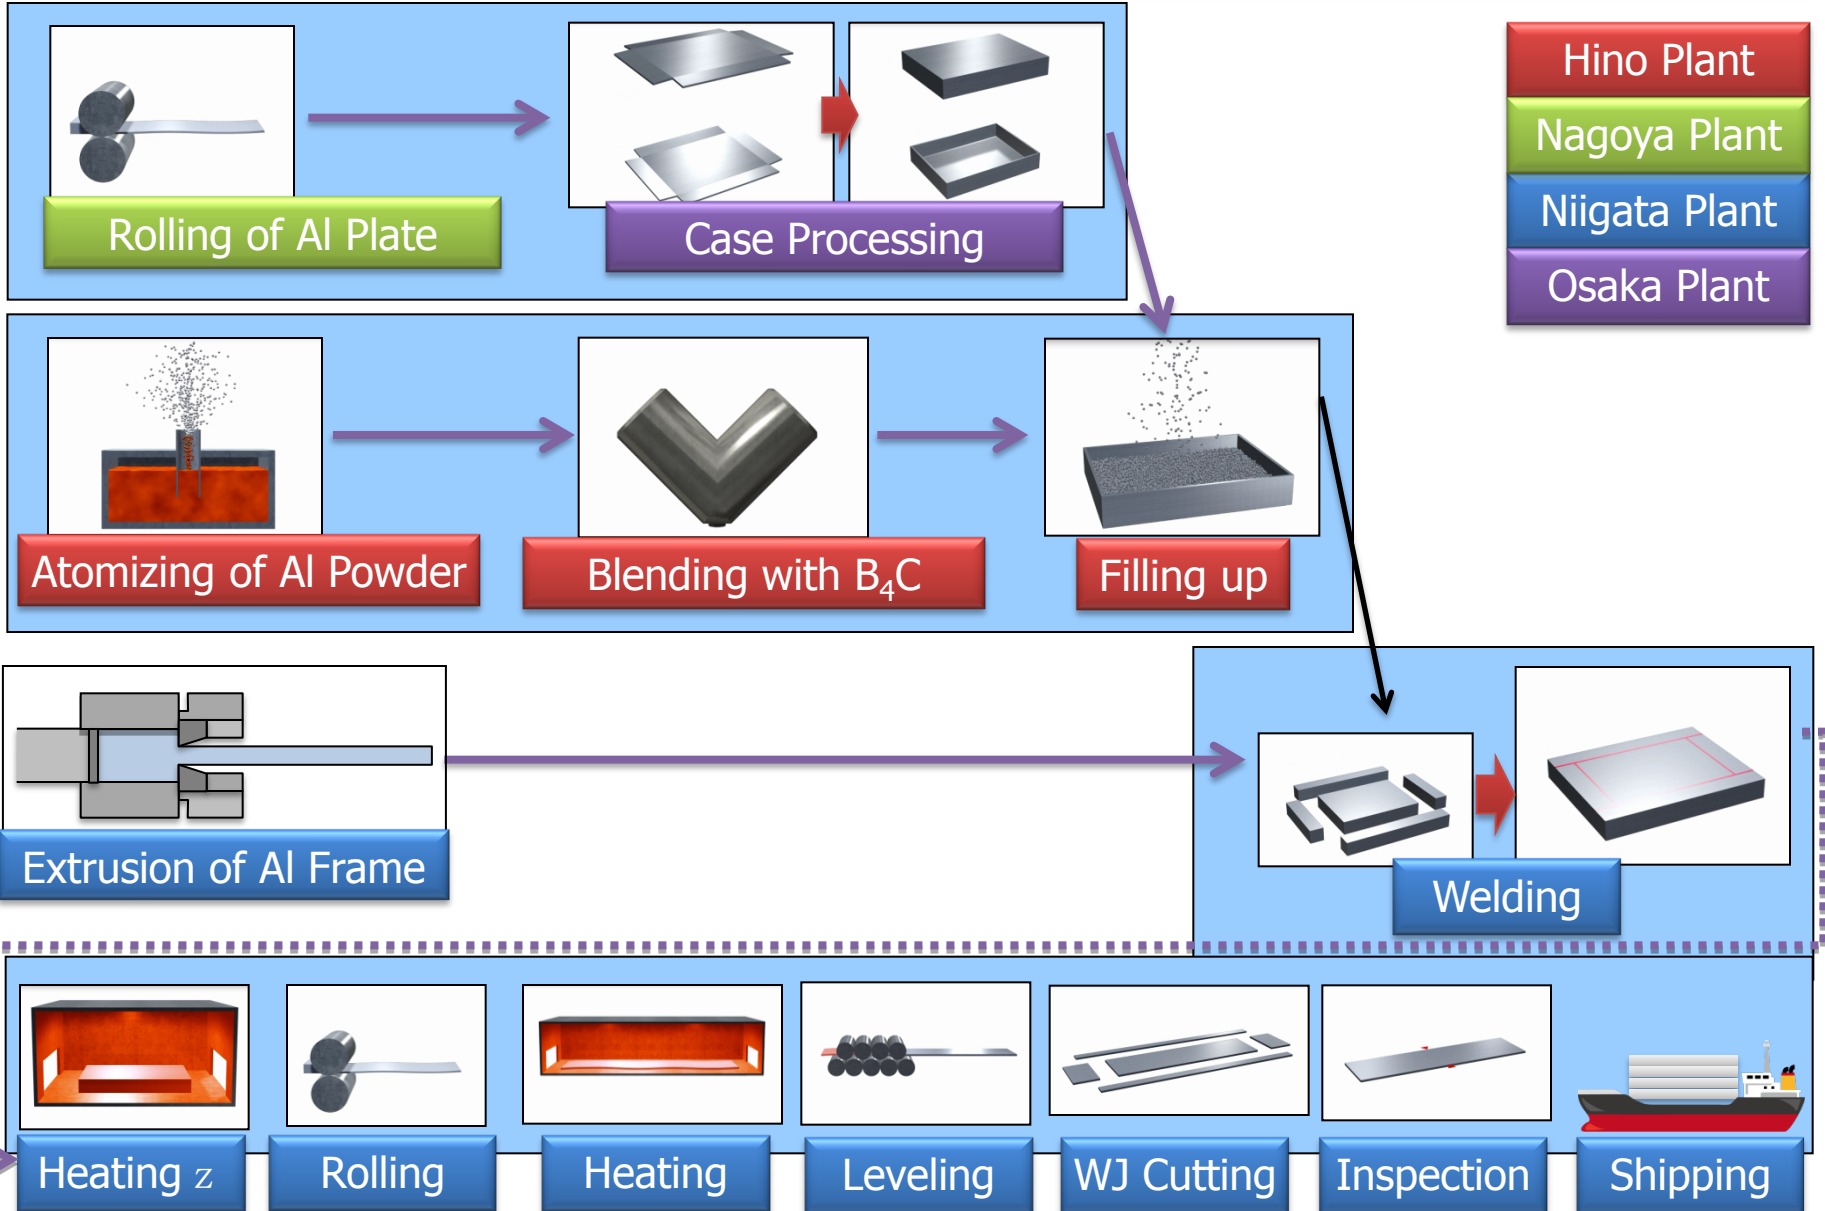 Hino Plant
Nagoya Plant
Niigata Plant
Osaka Plant
Rolling of Al Plate
Case Processing
Atomizing of Al Powder
Blending with B₄C
Filling up
Extrusion of Al Frame
Welding
Heating z
Rolling
Heating
Leveling
WJ Cutting
Inspection
Shipping